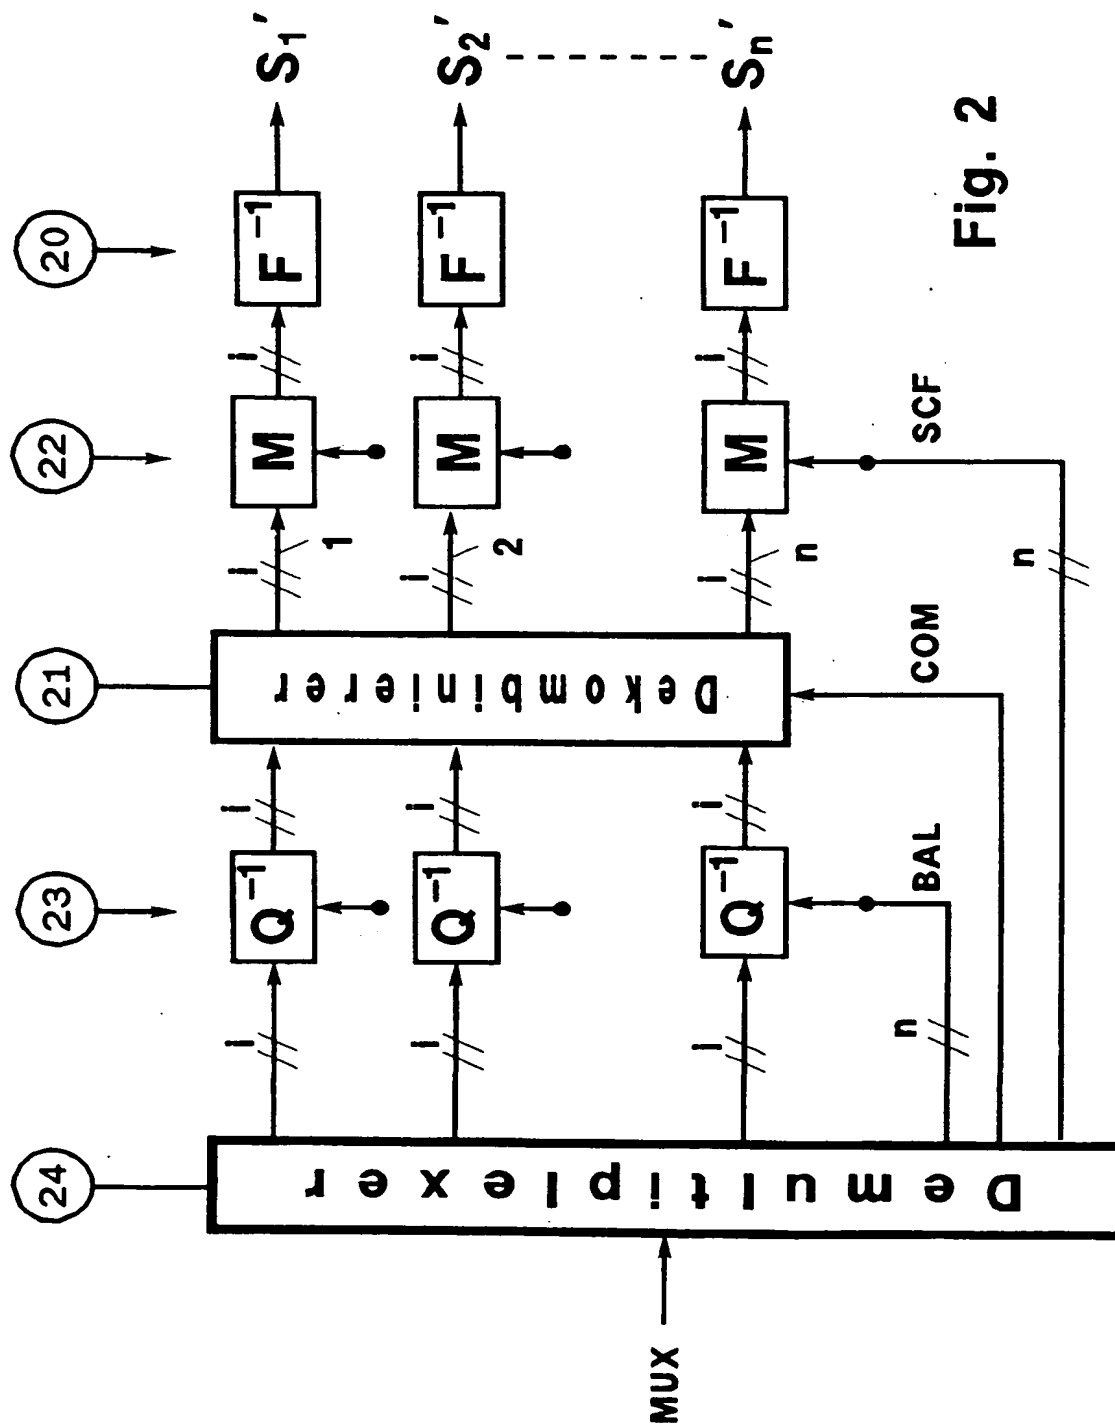 24
23
21
22
20
MUX
Demultiplexer
i
Q⁻¹
i
i
1
M
i
F⁻¹
S₁'
i
Q⁻¹
i
Dekombinierer
i
2
M
i
F⁻¹
S₂'
i
Q⁻¹
i
i
n
M
i
F⁻¹
Sₙ'
n
BAL
COM
n
SCF
Fig. 2